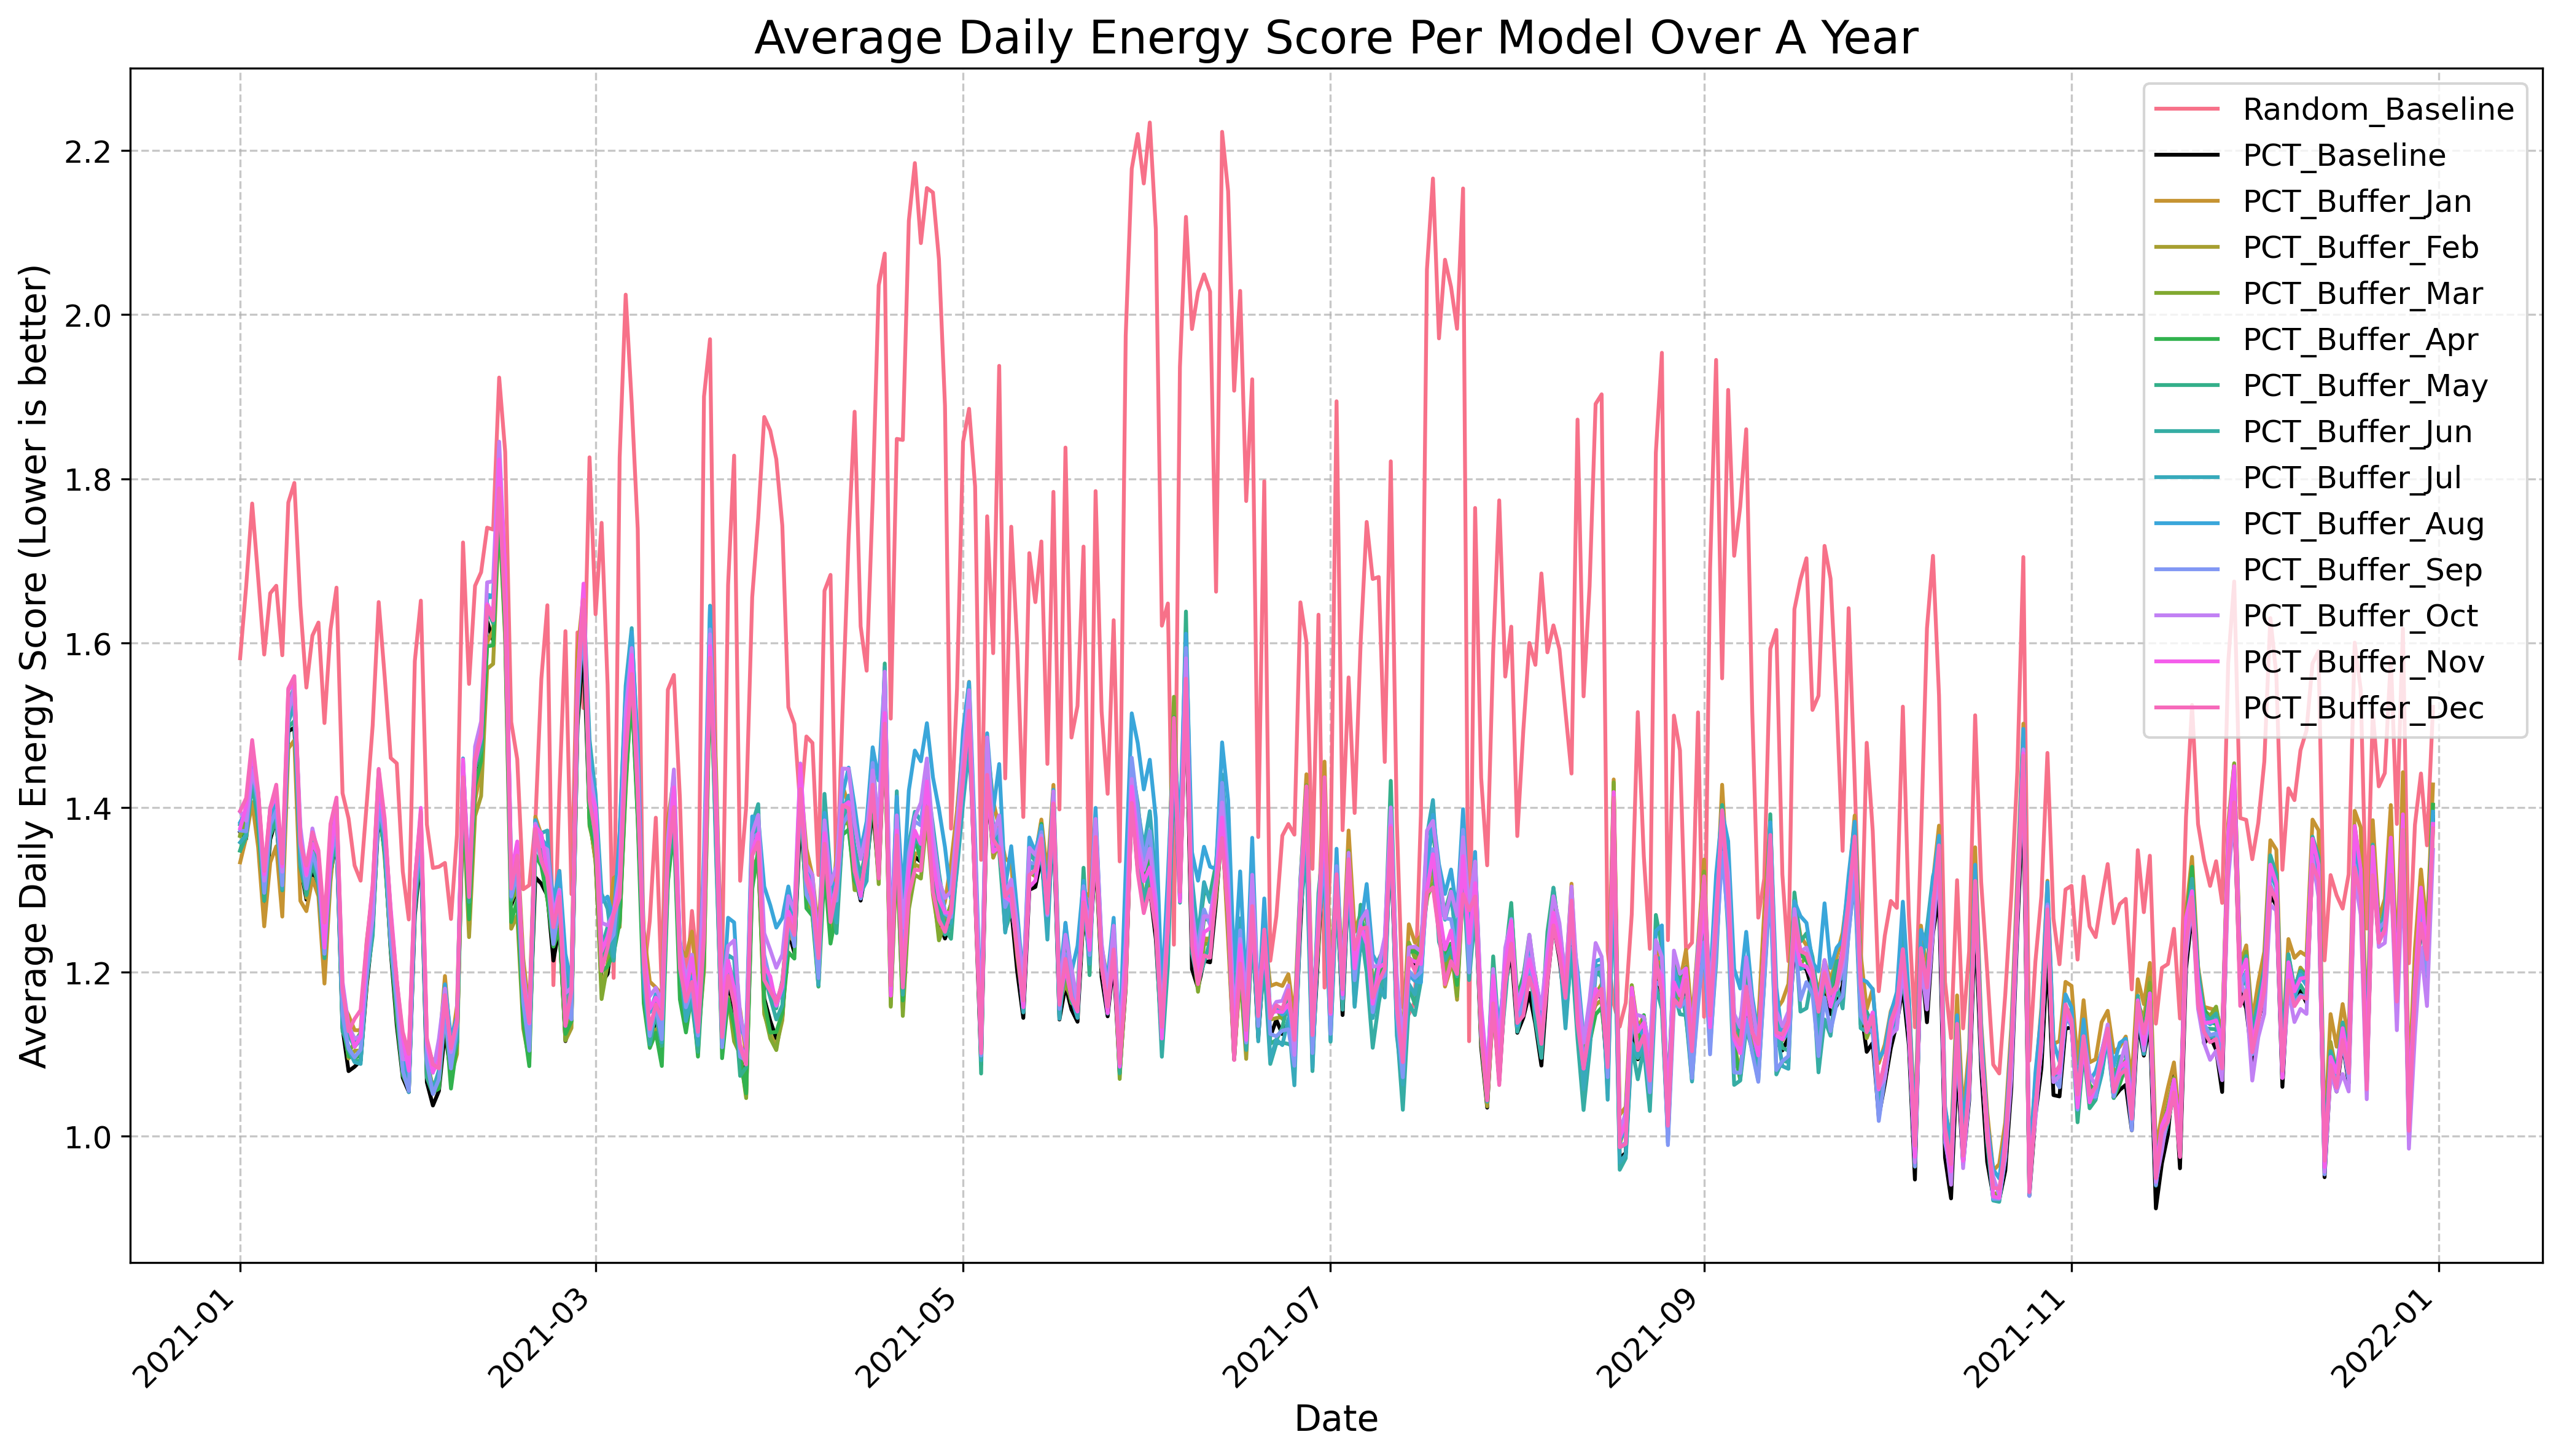 Average Daily Energy Score Per Model Over A Year
Average Daily Energy Score (Lower is better)
2.2
2.0
1.8
1.6
1.4
1.2
1.0
Random_Baseline
PCT_Baseline
PCT_Buffer_Jan
PCT_Buffer_Feb
PCT_Buffer_Mar
PCT_Buffer_Apr
PCT_Buffer_May
PCT_Buffer_Jun
PCT_Buffer_Jul
PCT_Buffer_Aug
PCT_Buffer_Sep
PCT_Buffer_Oct
PCT_Buffer_Nov
PCT_Buffer_Dec
2021-01
2021-03
2021-05
2021-07
2021-09
2021-11
2022-01
Date